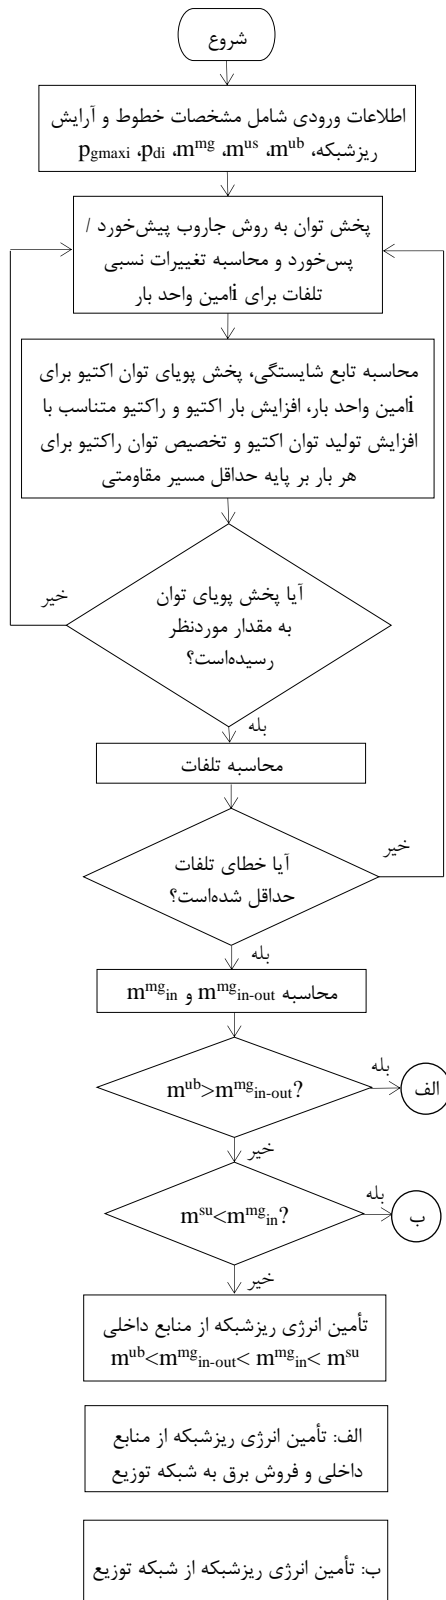 شروع
اطلاعات ورودی شامل مشخصات خطوط و آرایش
ریزشبکه، p_gmaxi ،p_di ،m^mg ،m^us ،m^ub
پخش توان به روش جاروب پیش‌خورد /
پس‌خورد و محاسبه تغییرات نسبی
تلفات برای iامین واحد بار
محاسبه تابع شایستگی، پخش پویای توان اکتیو برای
iامین واحد بار، افزایش بار اکتیو و راکتیو متناسب با
افزایش تولید توان اکتیو و تخصیص توان راکتیو برای
هر بار بر پایه حداقل مسیر مقاومتی
آیا پخش پویای توان
به مقدار موردنظر
رسیده‌است؟
خیر
بله
محاسبه تلفات
آیا خطای تلفات
حداقل شده‌است؟
خیر
بله
محاسبه m^mg_in-out و m^mg_in
m^ub>m^mg_in-out?
بله
الف
خیر
m^su<m^mg_in?
بله
ب
خیر
تأمین انرژی ریزشبکه از منابع داخلی
m^ub<m^mg_in-out< m^mg_in< m^su
الف: تأمین انرژی ریزشبکه از منابع
داخلی و فروش برق به شبکه توزیع
ب: تأمین انرژی ریزشبکه از شبکه توزیع